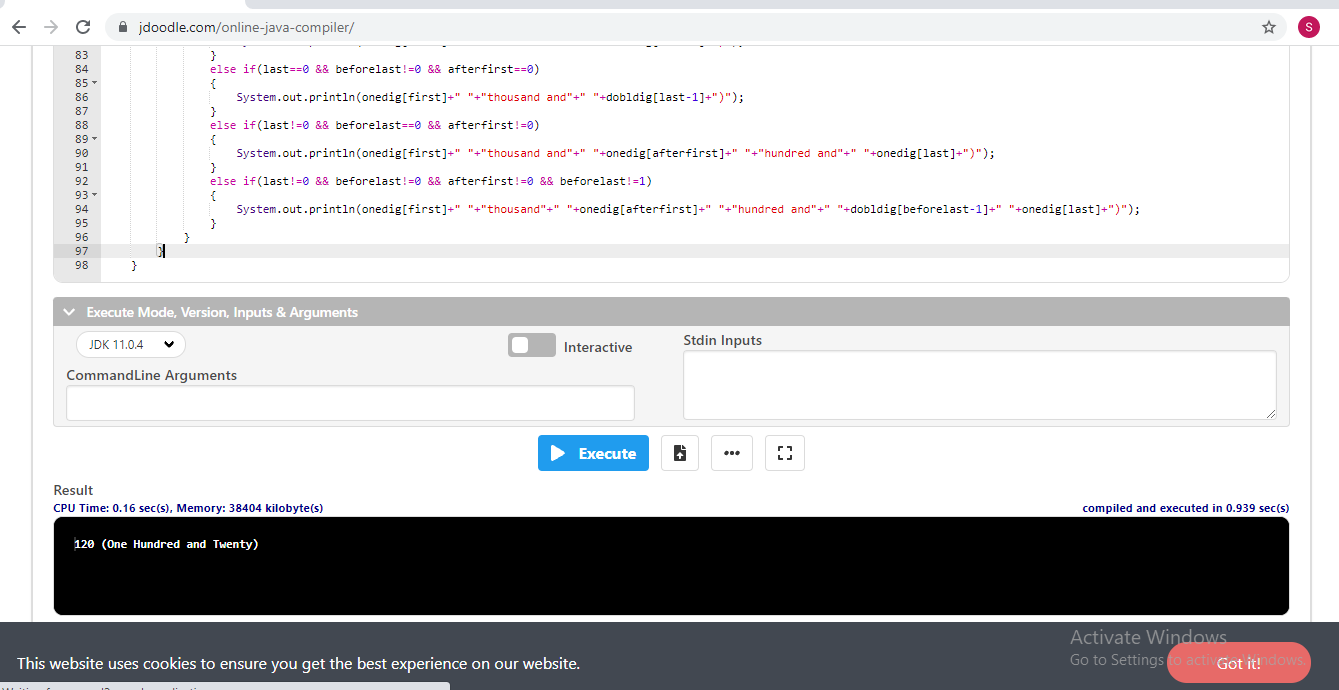 jdoodle.com/online-java-compiler/
S
83 }
84 else if(last==0 && beforelast!=0 && afterfirst==0)
85 {
86 System.out.println(onedig[first]+" "+"thousand and"+" "+dobldig[last-1]+")");
87 }
88 else if(last!=0 && beforelast==0 && afterfirst!=0)
89 {
90 System.out.println(onedig[first]+" "+"thousand and"+" "+onedig[afterfirst]+" "+"hundred and"+" "+onedig[last]+")");
91 }
92 else if(last!=0 && beforelast!=0 && afterfirst!=0 && beforelast!=1)
93 {
94 System.out.println(onedig[first]+" "+"thousand"+" "+onedig[afterfirst]+" "+"hundred and"+" "+dobldig[beforelast-1]+" "+onedig[last]+")");
95 }
96 }
97 }
98 }
Execute Mode, Version, Inputs & Arguments
JDK 11.0.4
Interactive
Stdin Inputs
CommandLine Arguments
Execute
Result
CPU Time: 0.16 sec(s), Memory: 38404 kilobyte(s)
compiled and executed in 0.939 sec(s)
120 (One Hundred and Twenty)
Activate Windows
Go to Settings to activate Windows.
This website uses cookies to ensure you get the best experience on our website.
Got it!